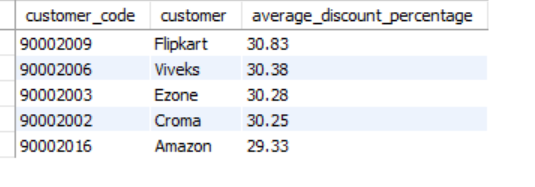 customer_code customer average_discount_percentage
90002009 Flipkart 30.83
90002006 Viveks 30.38
90002003 Ezone 30.28
90002002 Croma 30.25
90002016 Amazon 29.33